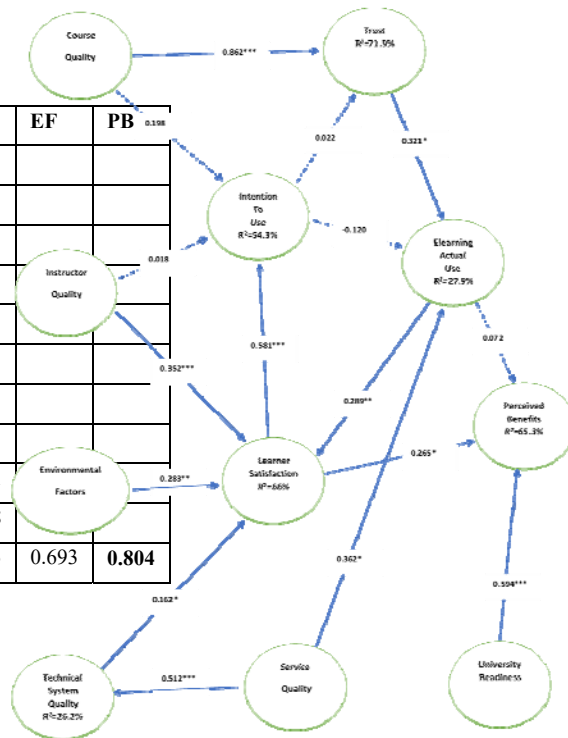 Course
Quality
0.862***
Trust
R²=71.9%
EF
PB
0.198
0.022
0.321*
Intention
To
Use
R²=54.3%
-0.120
Elearning
Actual
Use
R²=27.9%
0.018
Instructor
Quality
0.581***
0.072
0.352***
0.289**
Perceived
Benefits
R²=65.3%
0.265*
Environmental
Factors
0.283**
Learner
Satisfaction
R²=66%
0.693
0.804
0.362*
0.162*
0.594***
Technical
System
Quality
R²=26.2%
0.512***
Service
Quality
University
Readiness